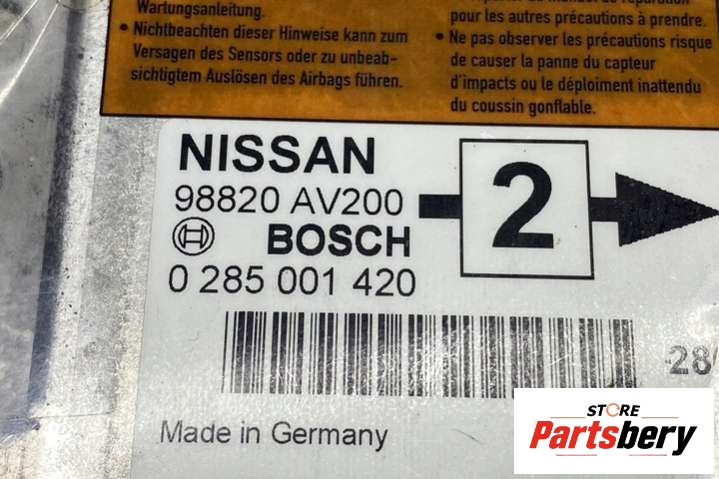 Wartungsanleitung.
• Nichtbeachten dieser Hinweise kann zum
Versagen des Sensors oder zu unbeab-
sichtigtem Auslösen des Airbags führen.
pour les autres précautions à prendre.
• Ne pas observer les précautions risque
de causer la panne du capteur
d'impacts ou le déploiement inattendu
du coussin gonflable.
NISSAN
98820 AV200
BOSCH
0 285 001 420
2
28
Made in Germany
STORE
Partsbery